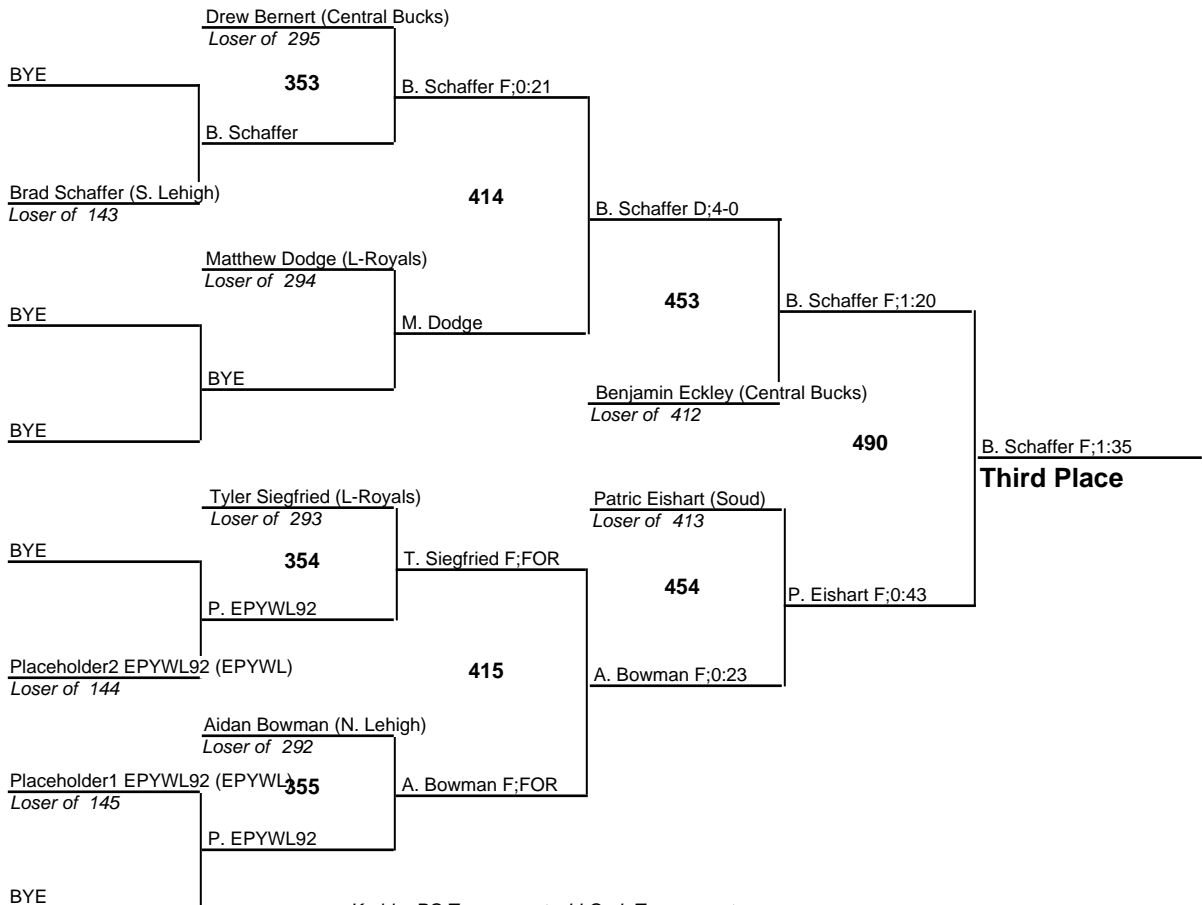 Drew Bernert (Central Bucks)
Loser of 295
BYE
353
B. Schaffer F;0:21
B. Schaffer
Brad Schaffer (S. Lehigh)
Loser of 143
414
B. Schaffer D;4-0
Matthew Dodge (L-Royals)
Loser of 294
BYE
M. Dodge
453
B. Schaffer F;1:20
BYE
Benjamin Eckley (Central Bucks)
Loser of 412
BYE
490
B. Schaffer F;1:35
Third Place
Tyler Siegfried (L-Royals)
Loser of 293
Patric Eishart (Soud)
Loser of 413
BYE
354
T. Siegfried F;FOR
454
P. EPYWL92
P. Eishart F;0:43
Placeholder2 EPYWL92 (EPYWL)
Loser of 144
415
A. Bowman F;0:23
Aidan Bowman (N. Lehigh)
Loser of 292
Placeholder1 EPYWL92 (EPYWL)
Loser of 145
355
A. Bowman F;FOR
P. EPYWL92
BYE